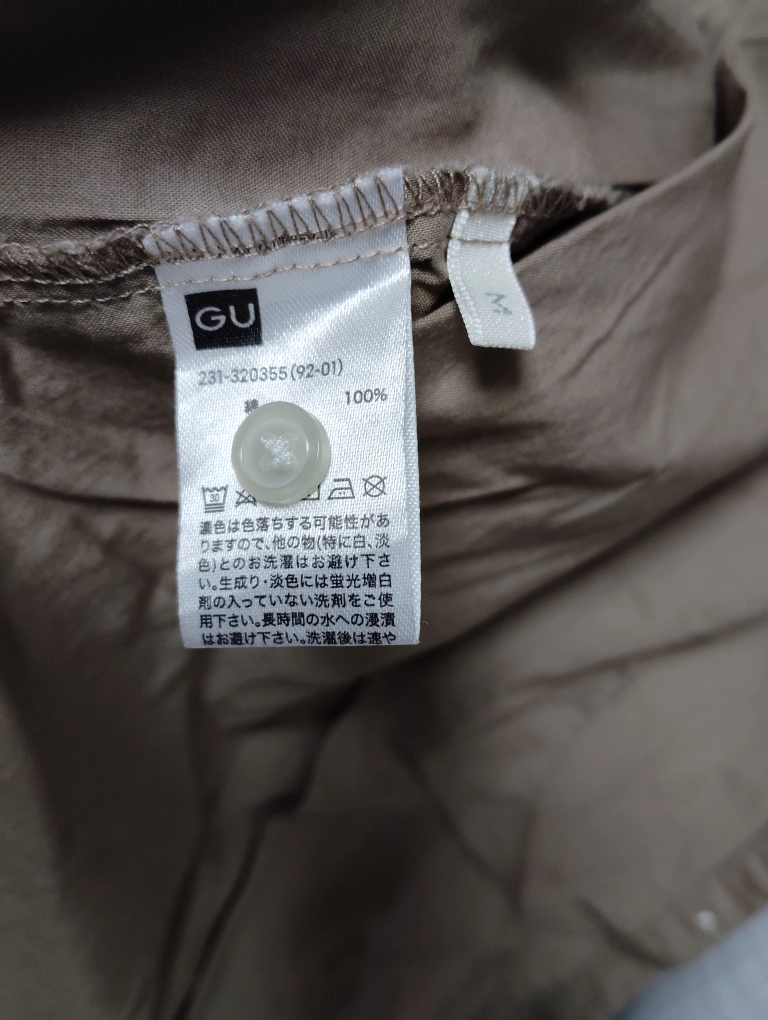 GU
231-320355(92-01)
綿 100%
30
濃色は色落ちする可能性があ
りますので、他の物(特に白、淡
色)とのお洗濯はお避け下さ
い。生成り・淡色には蛍光増白
剤の入っていない洗剤をご使
用下さい。長時間の水への浸漬
はお避け下さい。洗濯後は速や
M